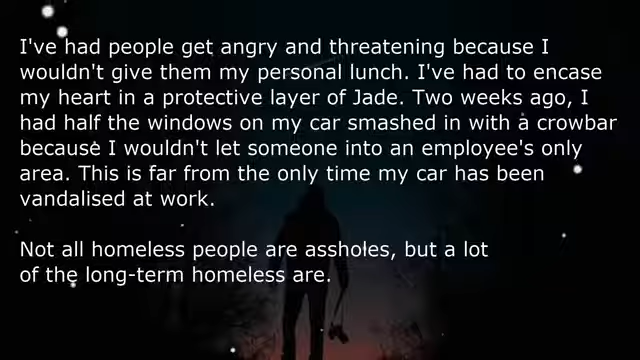 I've had people get angry and threatening because I
wouldn't give them my personal lunch. I've had to encase
my heart in a protective layer of Jade. Two weeks ago, I
had half the windows on my car smashed in with a crowbar
because I wouldn't let someone into an employee's only
area. This is far from the only time my car has been
vandalised at work.
Not all homeless people are assholes, but a lot
of the long-term homeless are.